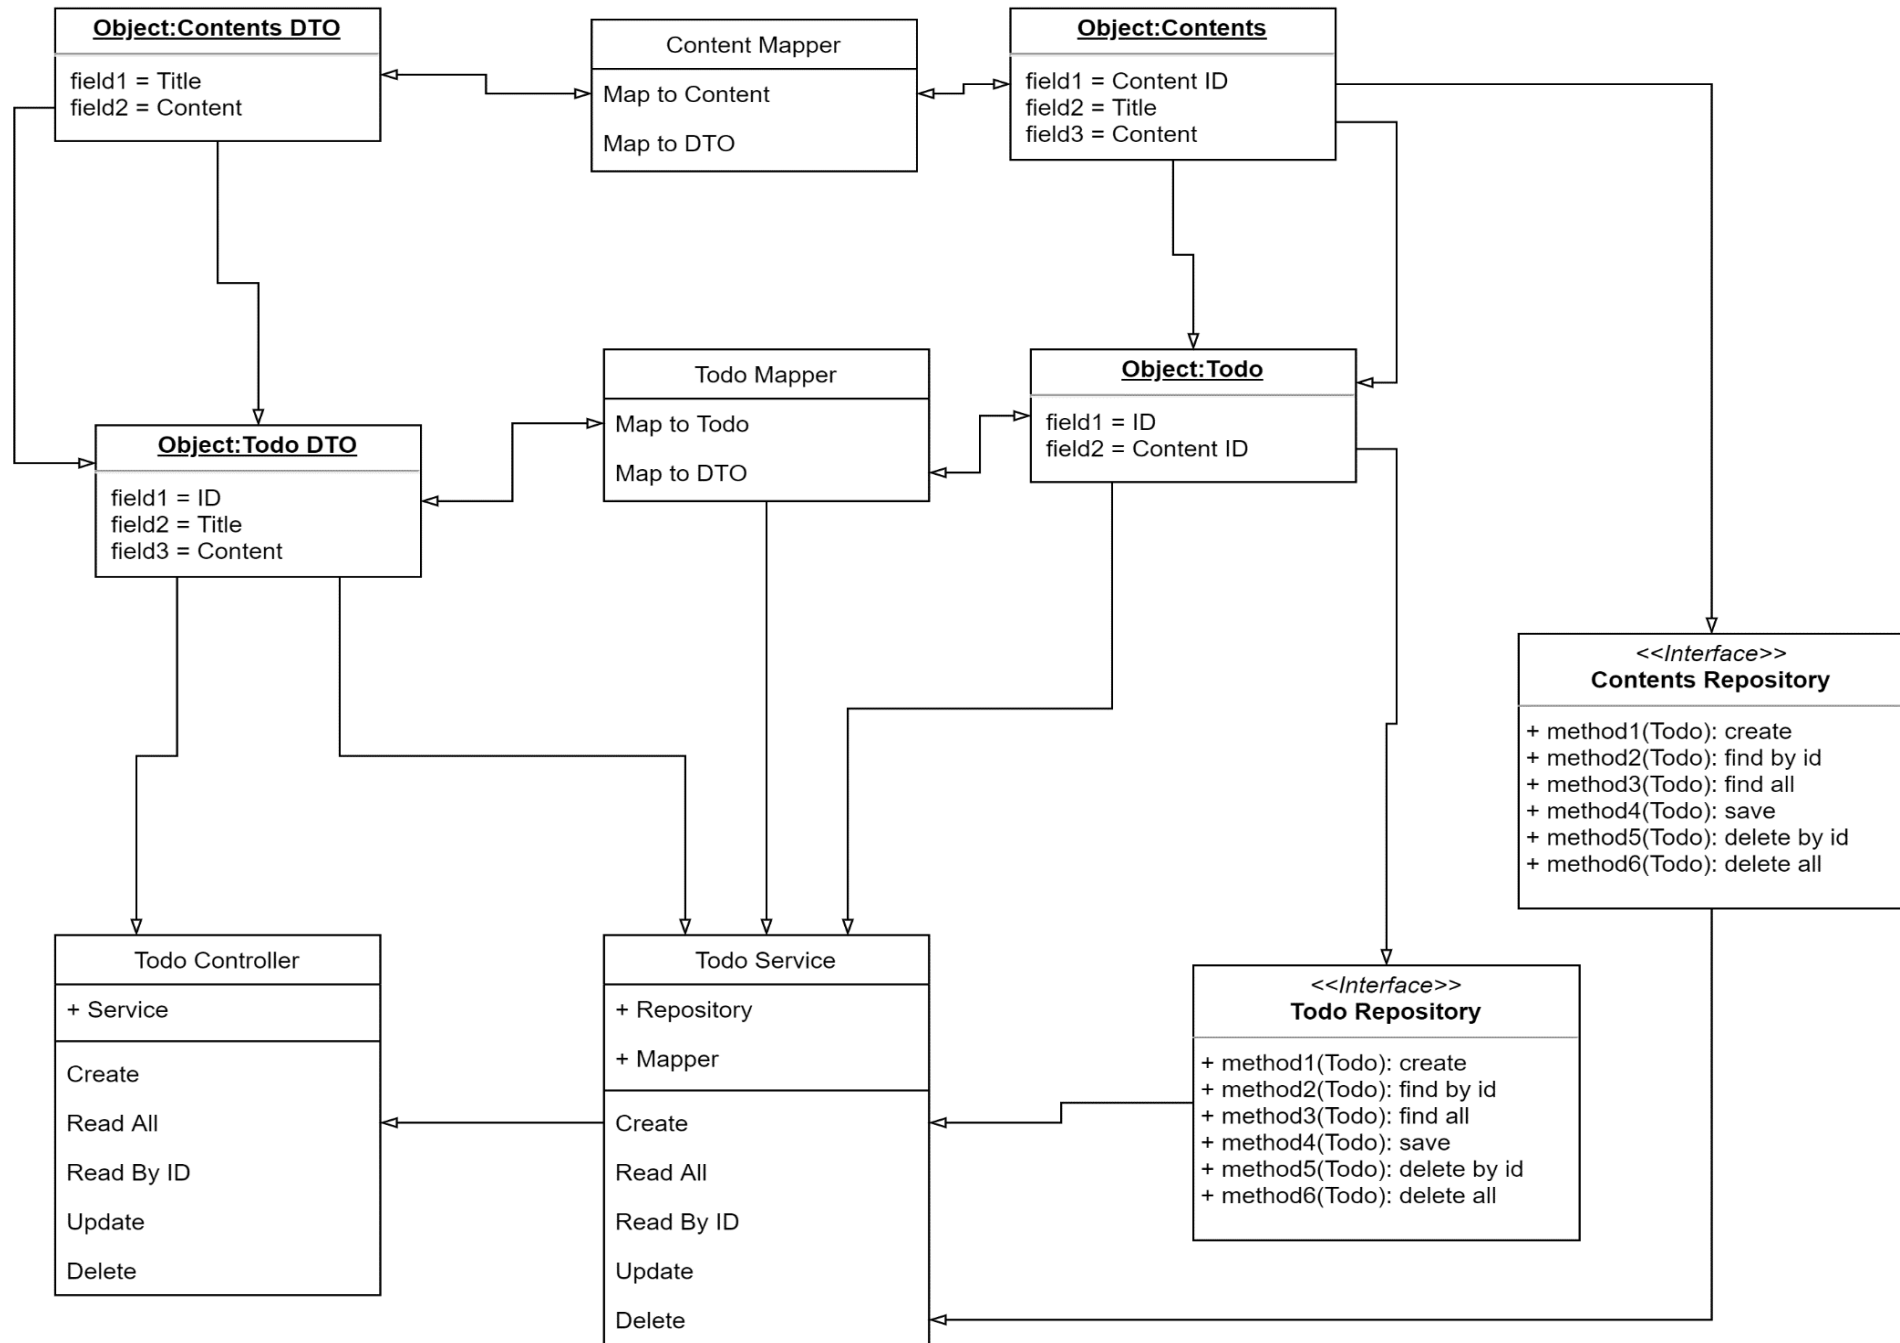 Object:Contents DTO
field1 = Title
field2 = Content
Content Mapper
Map to Content
Map to DTO
Object:Contents
field1 = Content ID
field2 = Title
field3 = Content
Todo Mapper
Map to Todo
Map to DTO
Object:Todo
field1 = ID
field2 = Content ID
Object:Todo DTO
field1 = ID
field2 = Title
field3 = Content
<<Interface>>
Contents Repository
+ method1(Todo): create
+ method2(Todo): find by id
+ method3(Todo): find all
+ method4(Todo): save
+ method5(Todo): delete by id
+ method6(Todo): delete all
Todo Controller
+ Service
Create
Read All
Read By ID
Update
Delete
Todo Service
+ Repository
+ Mapper
Create
Read All
Read By ID
Update
Delete
<<Interface>>
Todo Repository
+ method1(Todo): create
+ method2(Todo): find by id
+ method3(Todo): find all
+ method4(Todo): save
+ method5(Todo): delete by id
+ method6(Todo): delete all